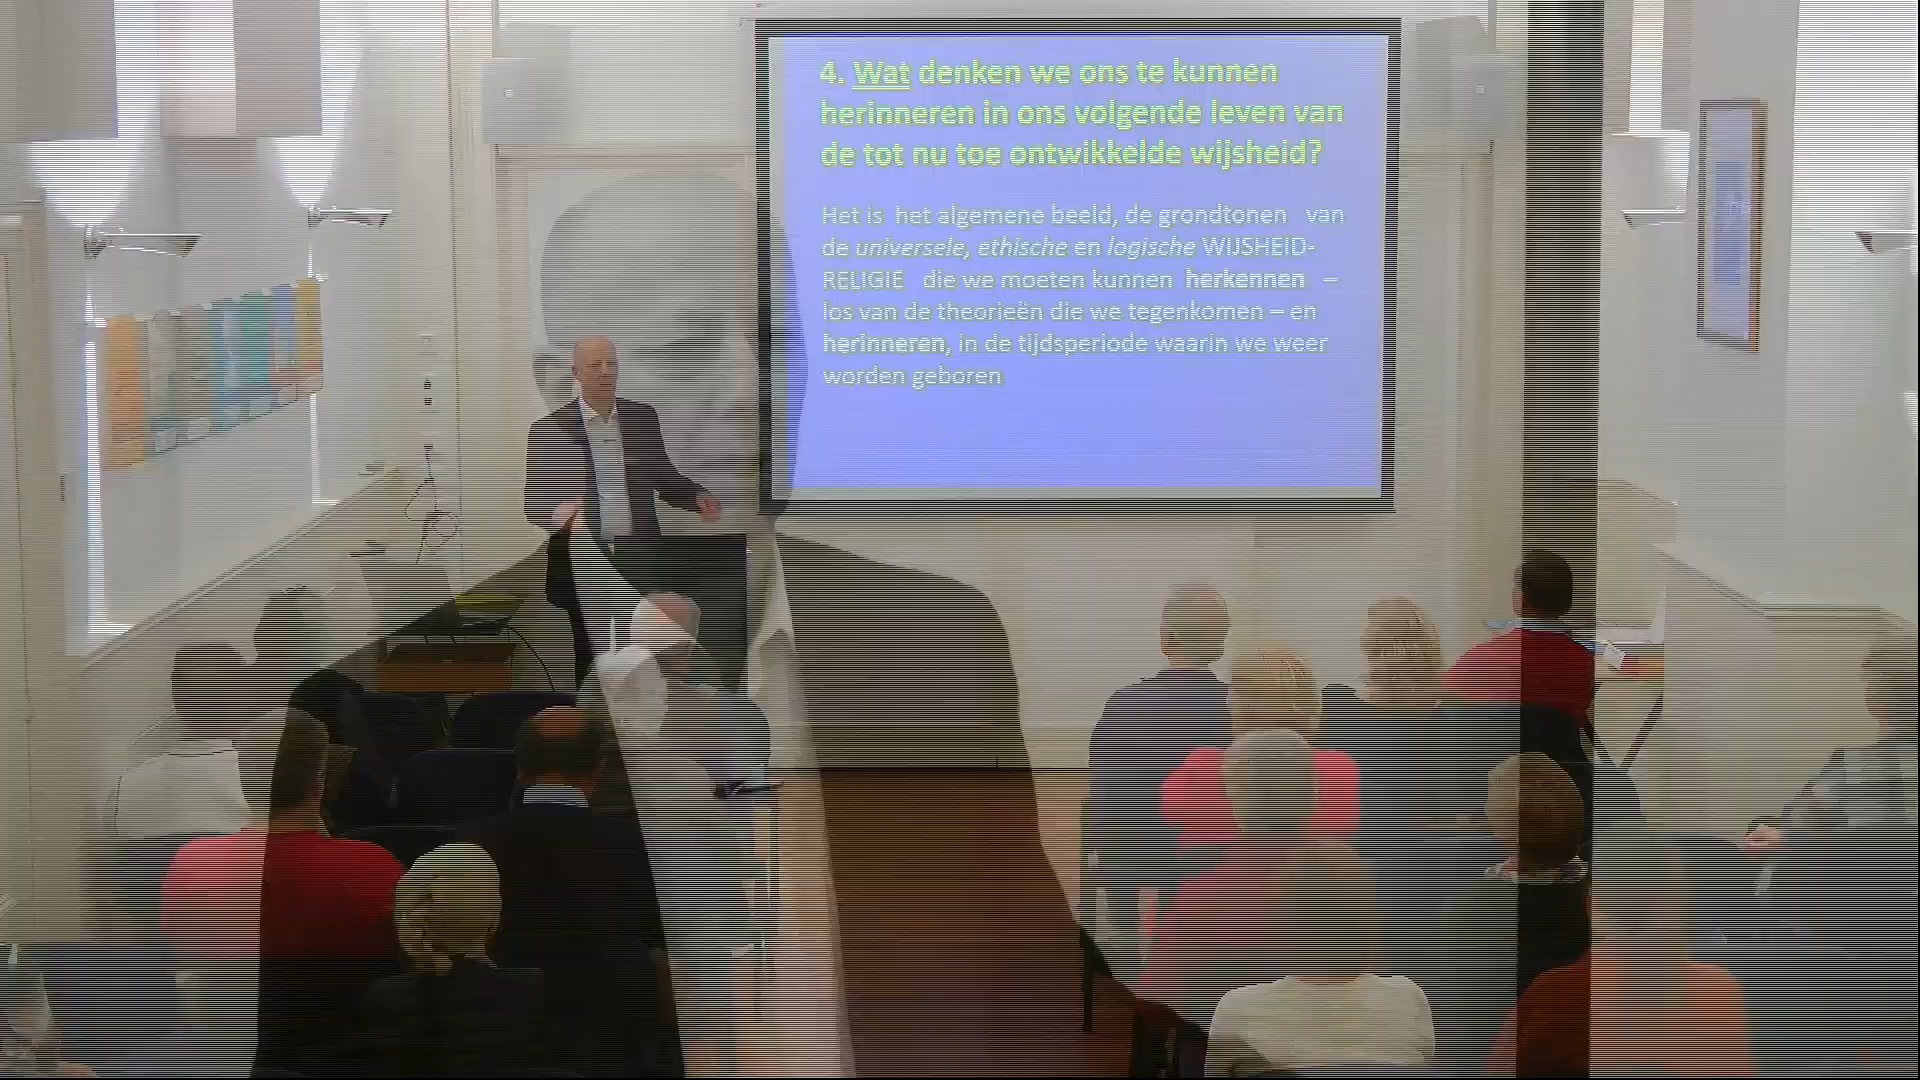 4. Wat denken we ons te kunnen
herinneren in ons volgende leven van
de tot nu toe ontwikkelde wijsheid?
Het is het algemene beeld, de grondtonen van
de universele, ethische en logische WIJSHEID-
RELIGIE die we moeten kunnen herkennen –
los van de theorieën die we tegenkomen – en
herinneren, in de tijdsperiode waarin we weer
worden geboren